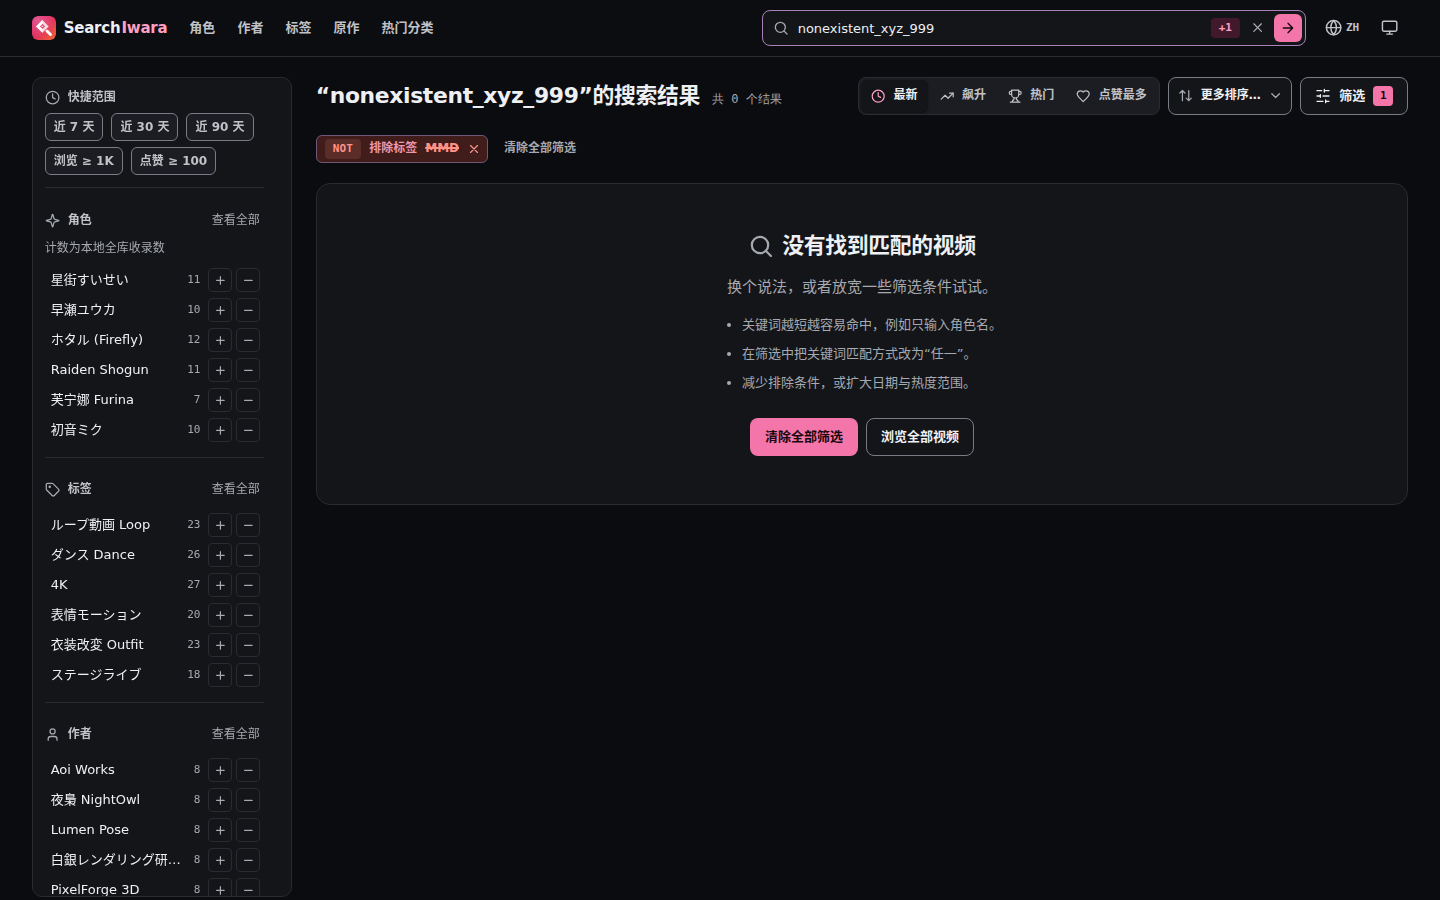 SearchIwara 角色 作者 标签 原作 热门分类 nonexistent_xyz_999 +1 ZH
快捷范围
近 7 天 近 30 天 近 90 天
浏览 ≥ 1K 点赞 ≥ 100
角色 查看全部
计数为本地全库收录数
星街すいせい 11
早瀬ユウカ 10
ホタル (Firefly) 12
Raiden Shogun 11
芙宁娜 Furina 7
初音ミク 10
标签 查看全部
ループ動画 Loop 23
ダンス Dance 26
4K 27
表情モーション 20
衣装改変 Outfit 23
ステージライブ 18
作者 查看全部
Aoi Works 8
夜梟 NightOwl 8
Lumen Pose 8
白銀レンダリング研… 8
PixelForge 3D 8
“nonexistent_xyz_999”的搜索结果 共 0 个结果
最新 飙升 热门 点赞最多 更多排序… 筛选 1
NOT 排除标签 MMD 清除全部筛选
没有找到匹配的视频
换个说法，或者放宽一些筛选条件试试。
• 关键词越短越容易命中，例如只输入角色名。
• 在筛选中把关键词匹配方式改为“任一”。
• 减少排除条件，或扩大日期与热度范围。
清除全部筛选 浏览全部视频